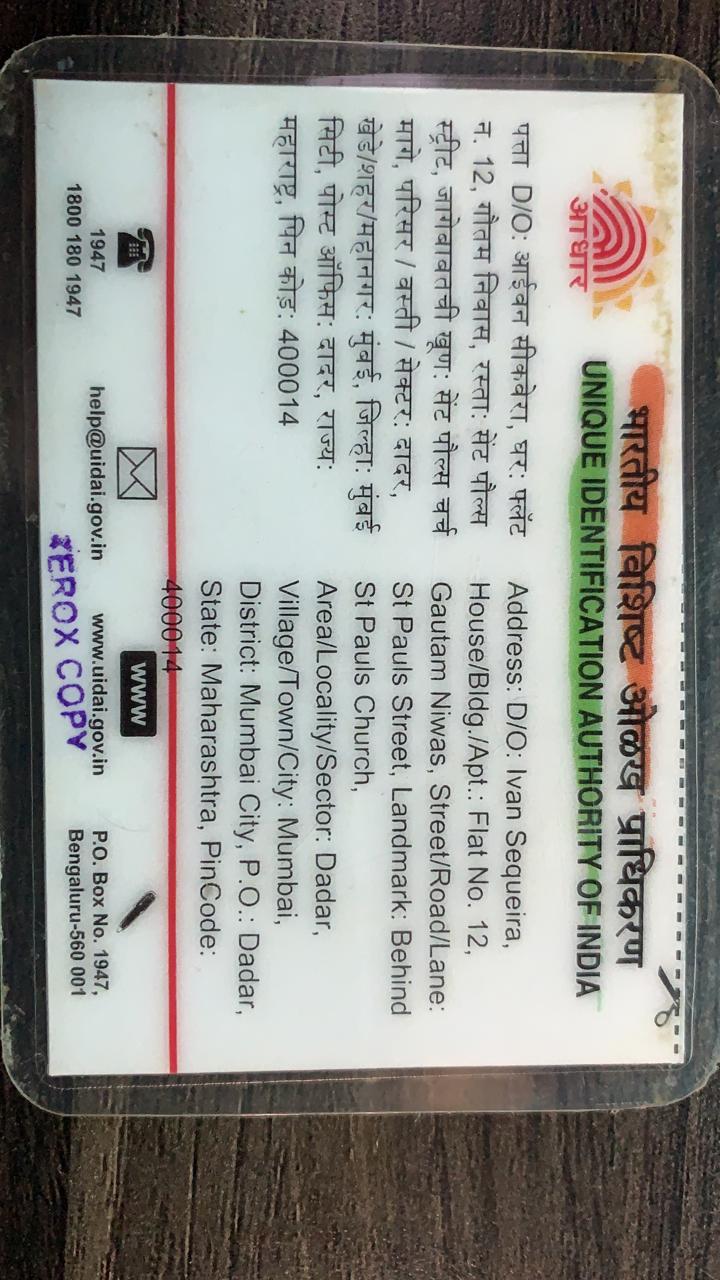 भारतीय विशिष्ट ओळख प्राधिकरण
UNIQUE IDENTIFICATION AUTHORITY OF INDIA
आधार
पत्ता D/O: आईवन सीकवेरा, घर: फ्लॅट
न. 12, गौतम निवास, रस्ता: सेंट पौल्स
स्ट्रीट, जागेबाबतची खूण: सेंट पौल्स चर्च
मागे, परिसर / वस्ती / सेक्टर: दादर,
खेडे/शहर/महानगर: मुंबई, जिल्हा: मुंबई
सिटी, पोस्ट ऑफिस: दादर, राज्य:
महाराष्ट्र, पिन कोड: 400014
Address: D/O: Ivan Sequeira,
House/Bldg./Apt.: Flat No. 12,
Gautam Niwas, Street/Road/Lane:
St Pauls Street, Landmark: Behind
St Pauls Church,
Area/Locality/Sector: Dadar,
Village/Town/City: Mumbai,
District: Mumbai City, P.O.: Dadar,
State: Maharashtra, PinCode:
400014
1947
1800 180 1947
help@uidai.gov.in
WWW
www.uidai.gov.in
P.O. Box No. 1947,
Bengaluru-560 001
XEROX COPY